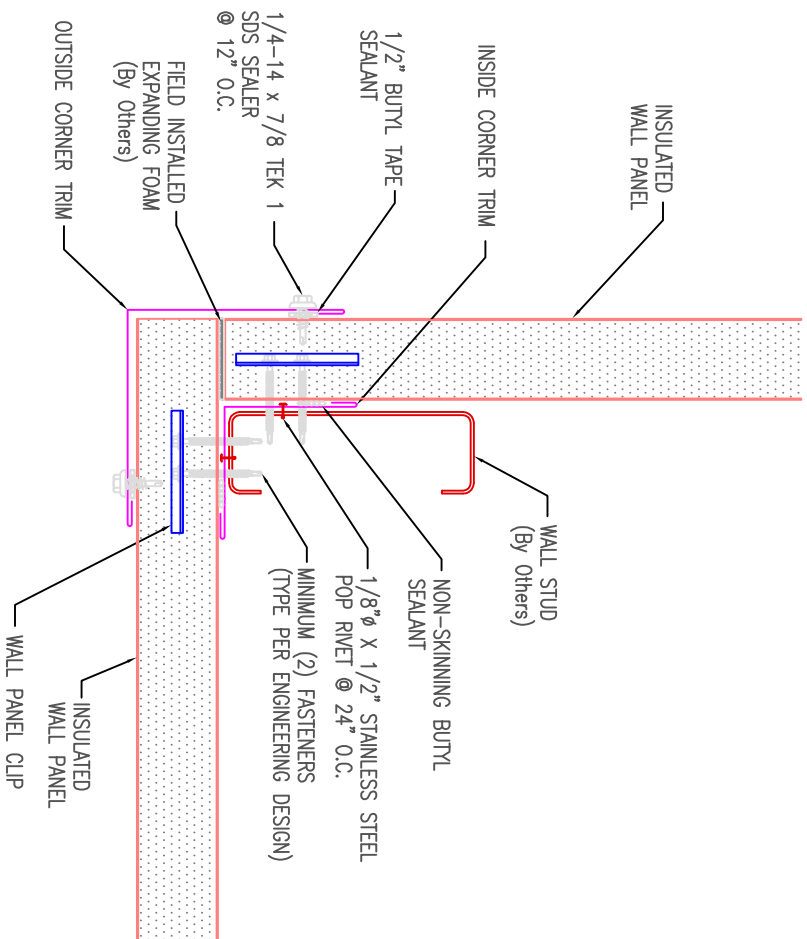 INSULATED
WALL PANEL
INSIDE CORNER TRIM
1/2" BUTYL TAPE
SEALANT
1/4-14 x 7/8 TEK 1
SDS SEALER
@ 12" O.C.
FIELD INSTALLED
EXPANDING FOAM
(By Others)
OUTSIDE CORNER TRIM
WALL STUD
(By Others)
NON-SKINNING BUTYL
SEALANT
1/8"ø X 1/2" STAINLESS STEEL
POP RIVET @ 24" O.C.
MINIMUM (2) FASTENERS
(TYPE PER ENGINEERING DESIGN)
INSULATED
WALL PANEL
WALL PANEL CLIP